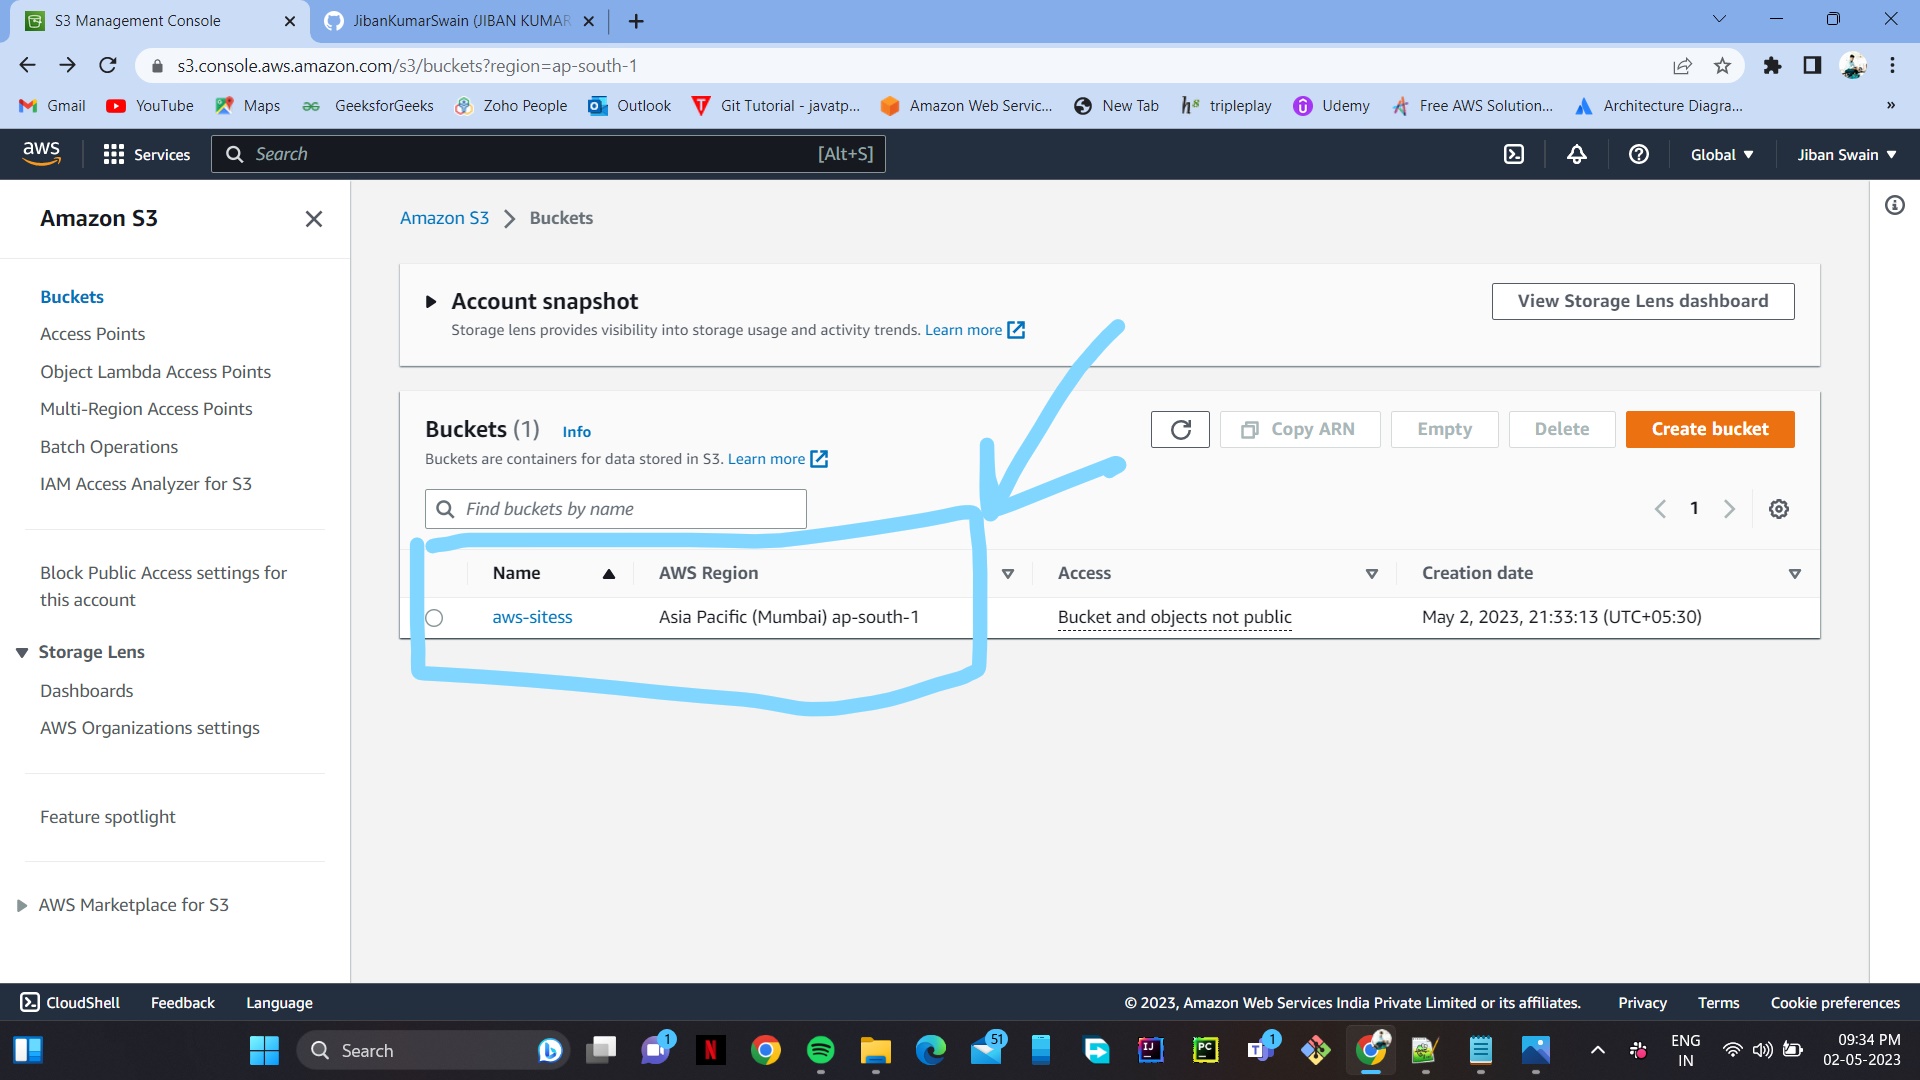 S3 Management Console
JibanKumarSwain (JIBAN KUMAR
s3.console.aws.amazon.com/s3/buckets?region=ap-south-1
Gmail YouTube Maps GeeksforGeeks Zoho People Outlook Git Tutorial - javatp... Amazon Web Servic... New Tab tripleplay Udemy Free AWS Solution... Architecture Diagra... »
aws Services Search [Alt+S] Global Jiban Swain
Amazon S3
Buckets
Access Points
Object Lambda Access Points
Multi-Region Access Points
Batch Operations
IAM Access Analyzer for S3
Block Public Access settings for
this account
Storage Lens
Dashboards
AWS Organizations settings
Feature spotlight
AWS Marketplace for S3
Amazon S3 > Buckets
Account snapshot
Storage lens provides visibility into storage usage and activity trends. Learn more
View Storage Lens dashboard
Buckets (1) Info
Buckets are containers for data stored in S3. Learn more
Copy ARN Empty Delete Create bucket
Find buckets by name
1
Name AWS Region Access Creation date
aws-sitess Asia Pacific (Mumbai) ap-south-1 Bucket and objects not public May 2, 2023, 21:33:13 (UTC+05:30)
CloudShell Feedback Language © 2023, Amazon Web Services India Private Limited or its affiliates. Privacy Terms Cookie preferences
Search 1 N 51 IJ PC T 1
ENG
IN
09:34 PM
02-05-2023